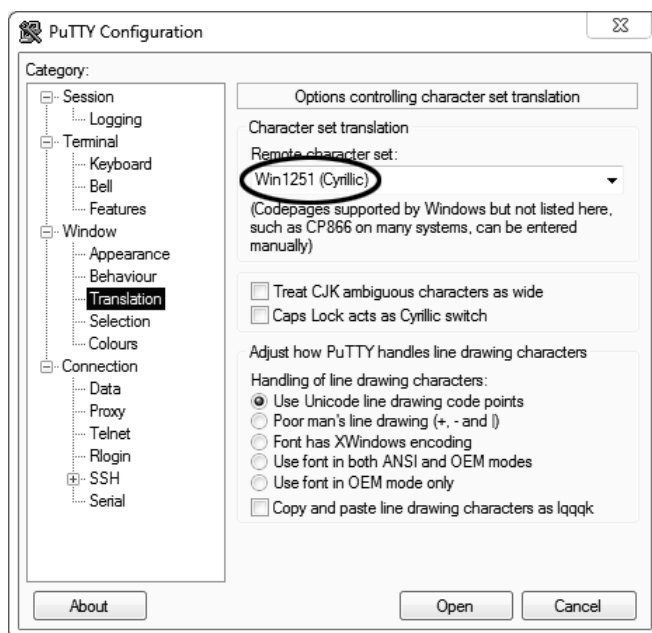 PuTTY Configuration
Category:
Session
Logging
Terminal
Keyboard
Bell
Features
Window
Appearance
Behaviour
Translation
Selection
Colours
Connection
Data
Proxy
Telnet
Rlogin
SSH
Serial
Options controlling character set translation
Character set translation
Remote character set:
Win1251 (Cyrillic)
(Codepages supported by Windows but not listed here,
such as CP866 on many systems, can be entered
manually)
Treat CJK ambiguous characters as wide
Caps Lock acts as Cyrillic switch
Adjust how PuTTY handles line drawing characters
Handling of line drawing characters:
Use Unicode line drawing code points
Poor man's line drawing (+, - and |)
Font has XWindows encoding
Use font in both ANSI and OEM modes
Use font in OEM mode only
Copy and paste line drawing characters as lqqqk
About
Open
Cancel